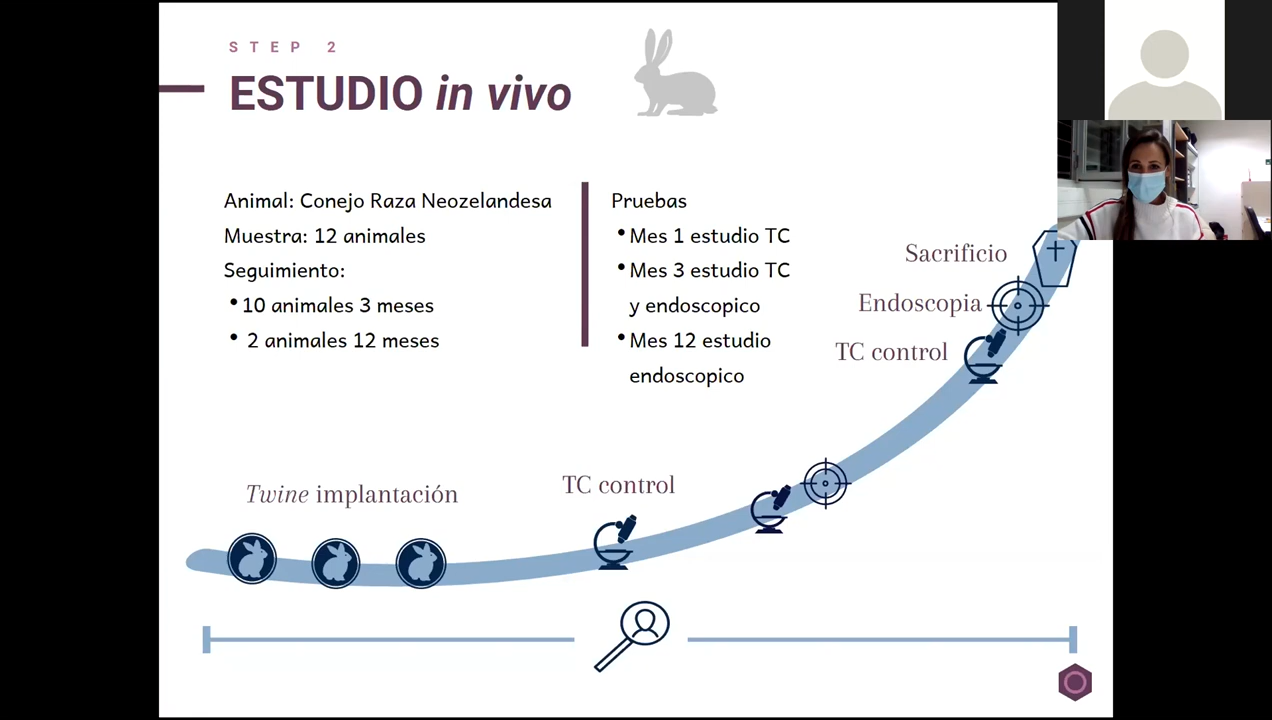 STEP 2
ESTUDIO in vivo
Animal: Conejo Raza Neozelandesa
Muestra: 12 animales
Seguimiento:
• 10 animales 3 meses
• 2 animales 12 meses
Pruebas
• Mes 1 estudio TC
• Mes 3 estudio TC
y endoscopico
• Mes 12 estudio
endoscopico
Sacrificio
Endoscopia
TC control
TC control
Twine implantación